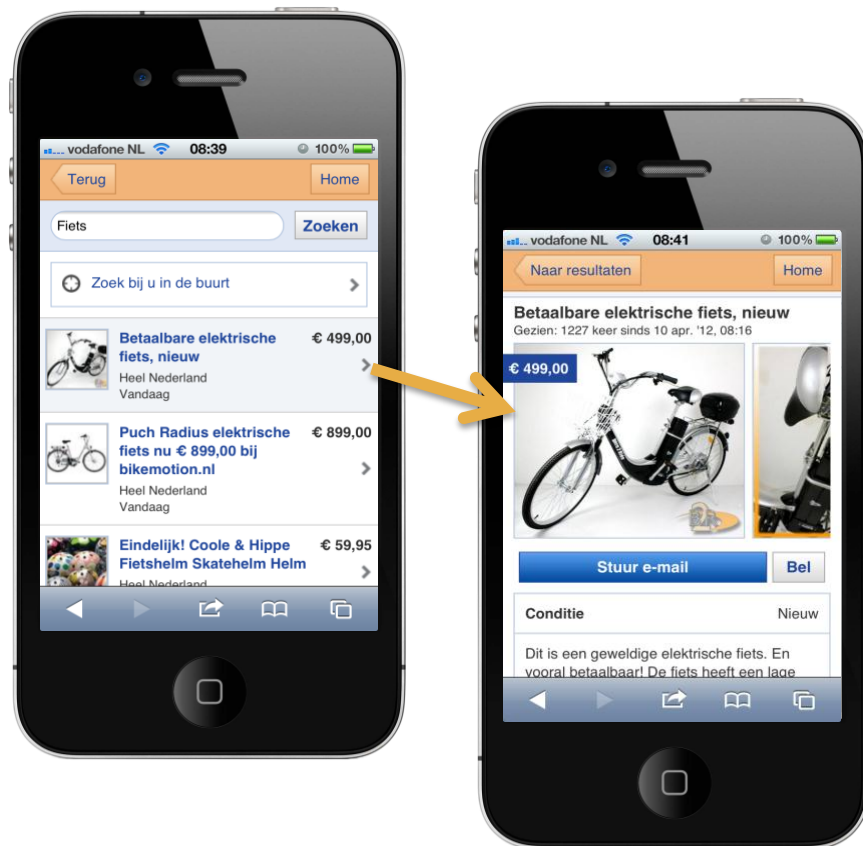 vodafone NL 08:39 100%
Terug Home
Fiets Zoeken
Zoek bij u in de buurt
Betaalbare elektrische € 499,00
fiets, nieuw
Heel Nederland
Vandaag
Puch Radius elektrische € 899,00
fiets nu € 899,00 bij
bikemotion.nl
Heel Nederland
Vandaag
Eindelijk! Coole & Hippe € 59,95
Fietshelm Skatehelm Helm
Heel Nederland
vodafone NL 08:41 100%
Naar resultaten Home
Betaalbare elektrische fiets, nieuw
Gezien: 1227 keer sinds 10 apr. '12, 08:16
€ 499,00
Stuur e-mail Bel
Conditie Nieuw
Dit is een geweldige elektrische fiets. En
vooral betaalbaar! De fiets heeft een lage